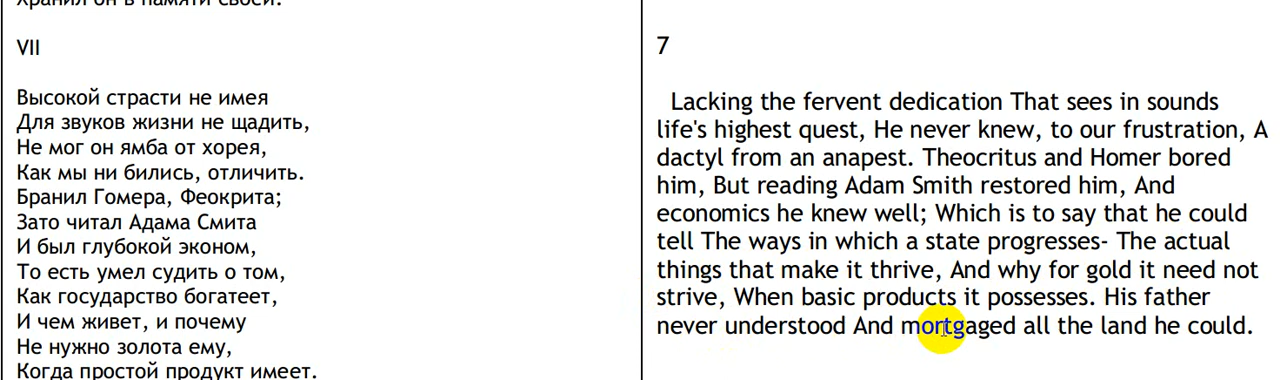 Хранил он в памяти своей.
VII
Высокой страсти не имея
Для звуков жизни не щадить,
Не мог он ямба от хорея,
Как мы ни бились, отличить.
Бранил Гомера, Феокрита;
Зато читал Адама Смита
И был глубокой эконом,
То есть умел судить о том,
Как государство богатеет,
И чем живет, и почему
Не нужно золота ему,
Когда простой продукт имеет.
7
Lacking the fervent dedication That sees in sounds
life's highest quest, He never knew, to our frustration, A
dactyl from an anapest. Theocritus and Homer bored
him, But reading Adam Smith restored him, And
economics he knew well; Which is to say that he could
tell The ways in which a state progresses- The actual
things that make it thrive, And why for gold it need not
strive, When basic products it possesses. His father
never understood And mortgaged all the land he could.